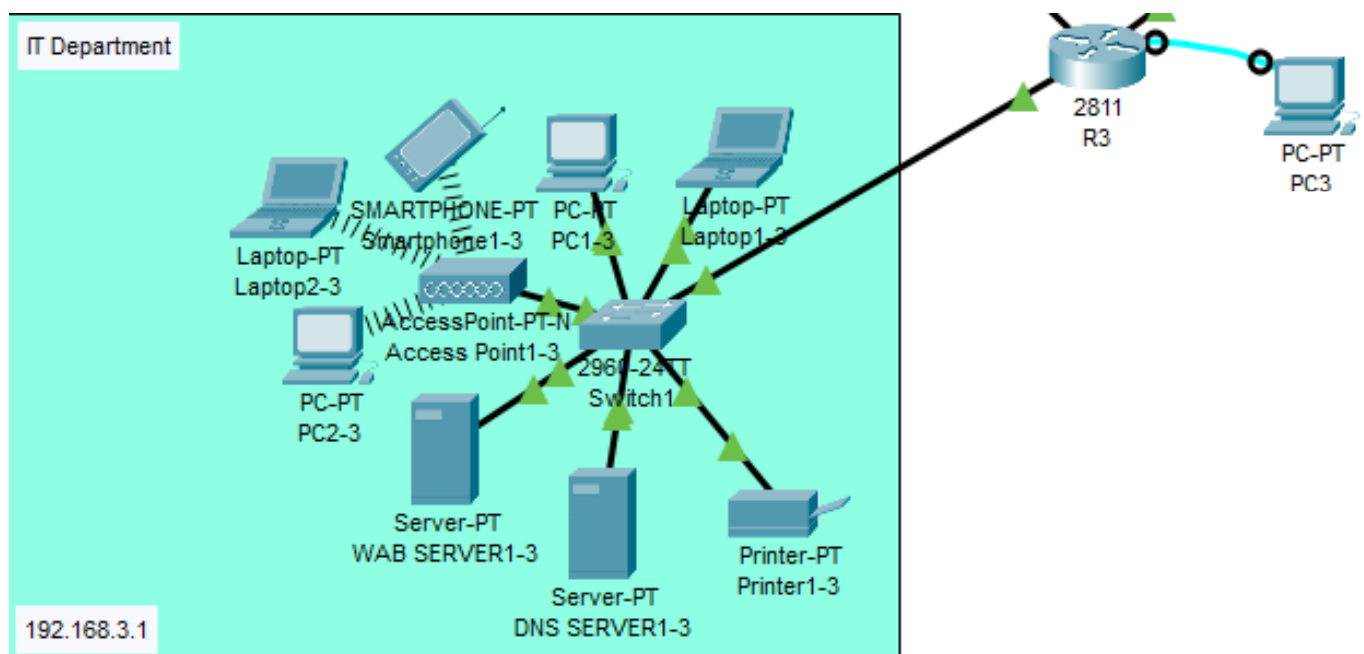 IT Department
2811
R3
PC-PT
PC3
SMARTPHONE-PT
Smartphone1-3
PC-PT
PC1-3
Laptop-PT
Laptop1-3
Laptop-PT
Laptop2-3
AccessPoint-PT-N
Access Point1-3
2960-24TT
Switch1
PC-PT
PC2-3
Server-PT
WAB SERVER1-3
Server-PT
DNS SERVER1-3
Printer-PT
Printer1-3
192.168.3.1